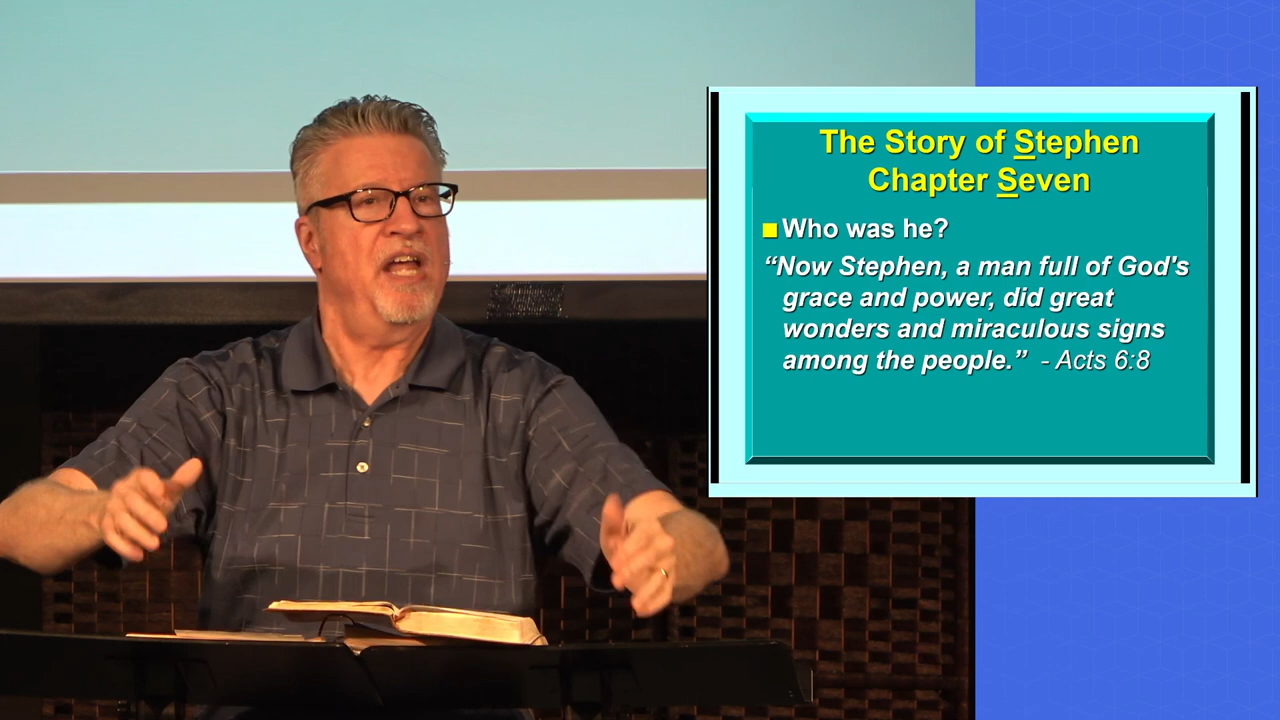 The Story of Stephen
Chapter Seven
Who was he?
“Now Stephen, a man full of God's
grace and power, did great
wonders and miraculous signs
among the people.” - Acts 6:8